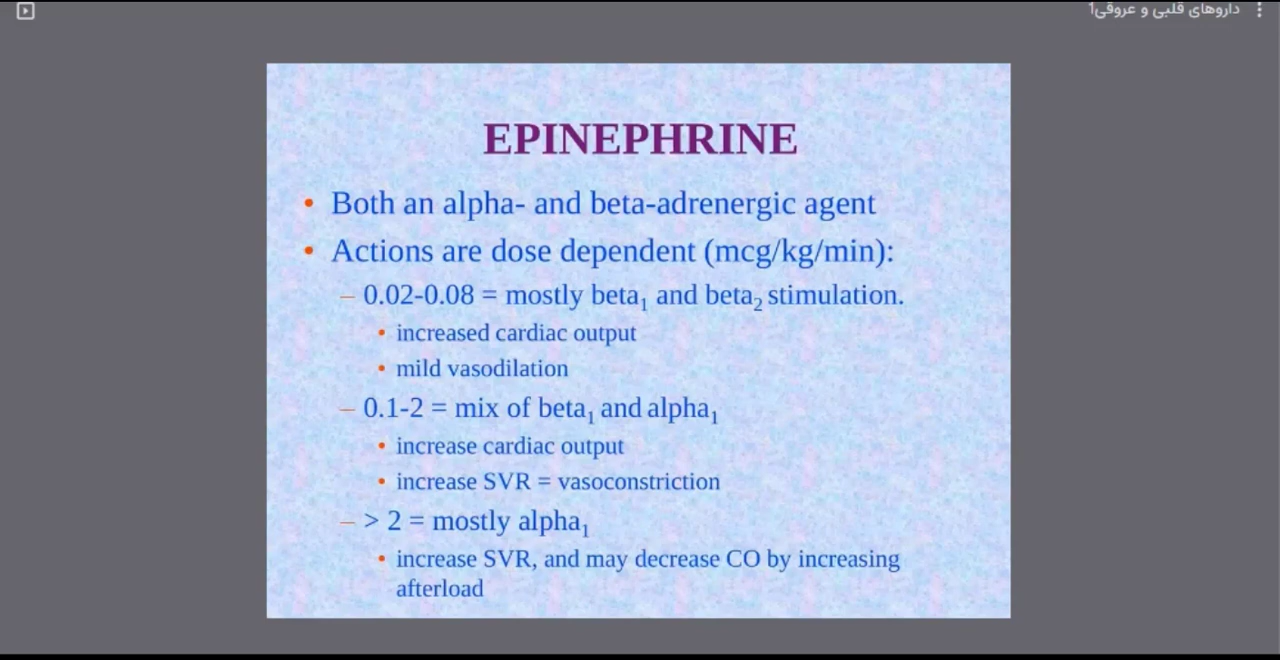 داروهای قلبی و عروقی1
EPINEPHRINE
• Both an alpha- and beta-adrenergic agent
• Actions are dose dependent (mcg/kg/min):
– 0.02-0.08 = mostly beta₁ and beta₂ stimulation.
• increased cardiac output
• mild vasodilation
– 0.1-2 = mix of beta₁ and alpha₁
• increase cardiac output
• increase SVR = vasoconstriction
– > 2 = mostly alpha₁
• increase SVR, and may decrease CO by increasing
afterload